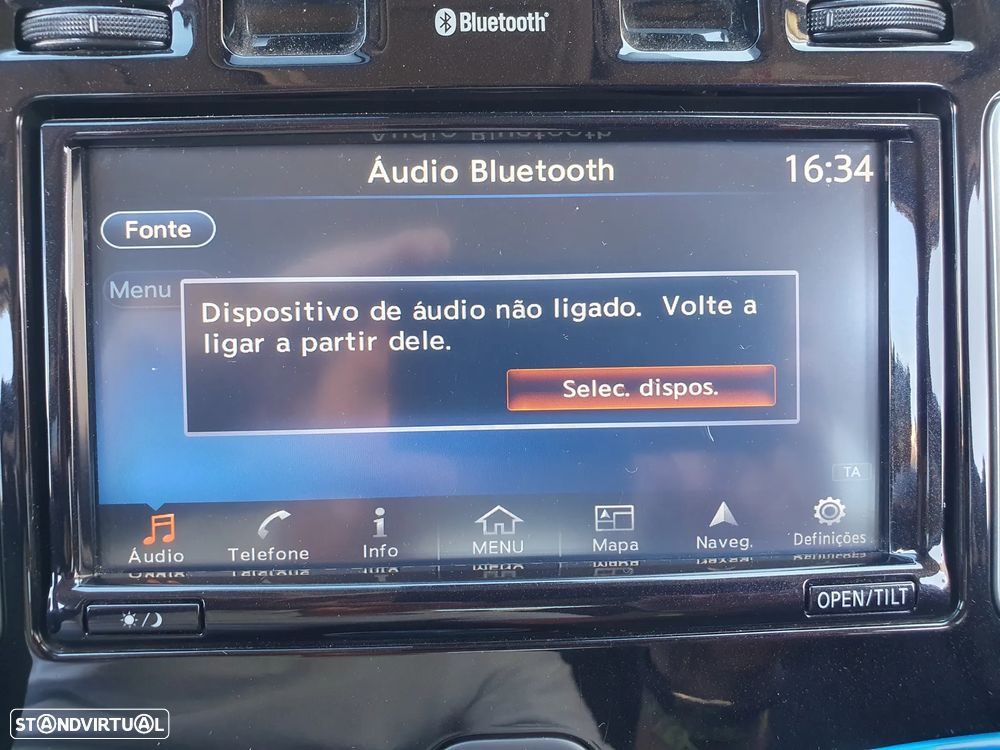 Bluetooth®
Áudio Bluetooth
16:34
Fonte
Menu
Dispositivo de áudio não ligado. Volte a
ligar a partir dele.
Selec. dispos.
TA
Áudio
Telefone
Info
MENU
Mapa
Naveg.
Definições
OPEN/TILT
STANDVIRTUAL